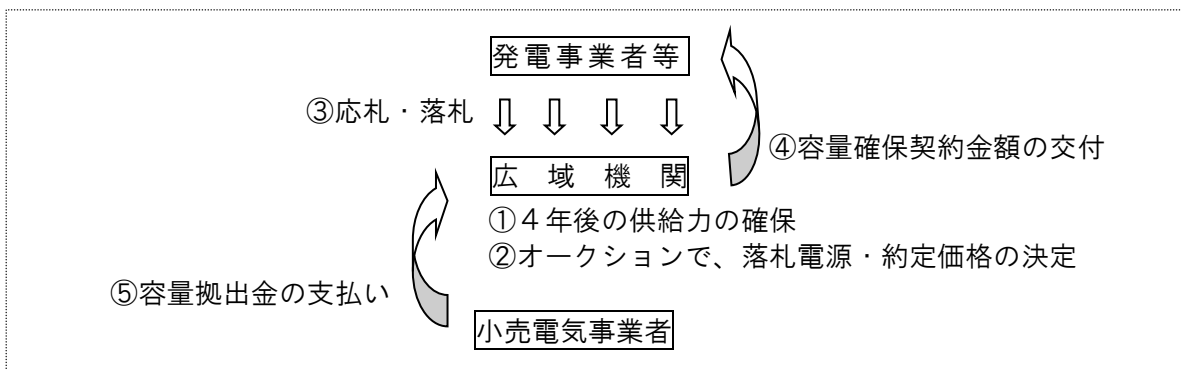 発電事業者等
③応札・落札
④容量確保契約金額の交付
広域機関
①４年後の供給力の確保
②オークションで、落札電源・約定価格の決定
⑤容量拠出金の支払い
小売電気事業者